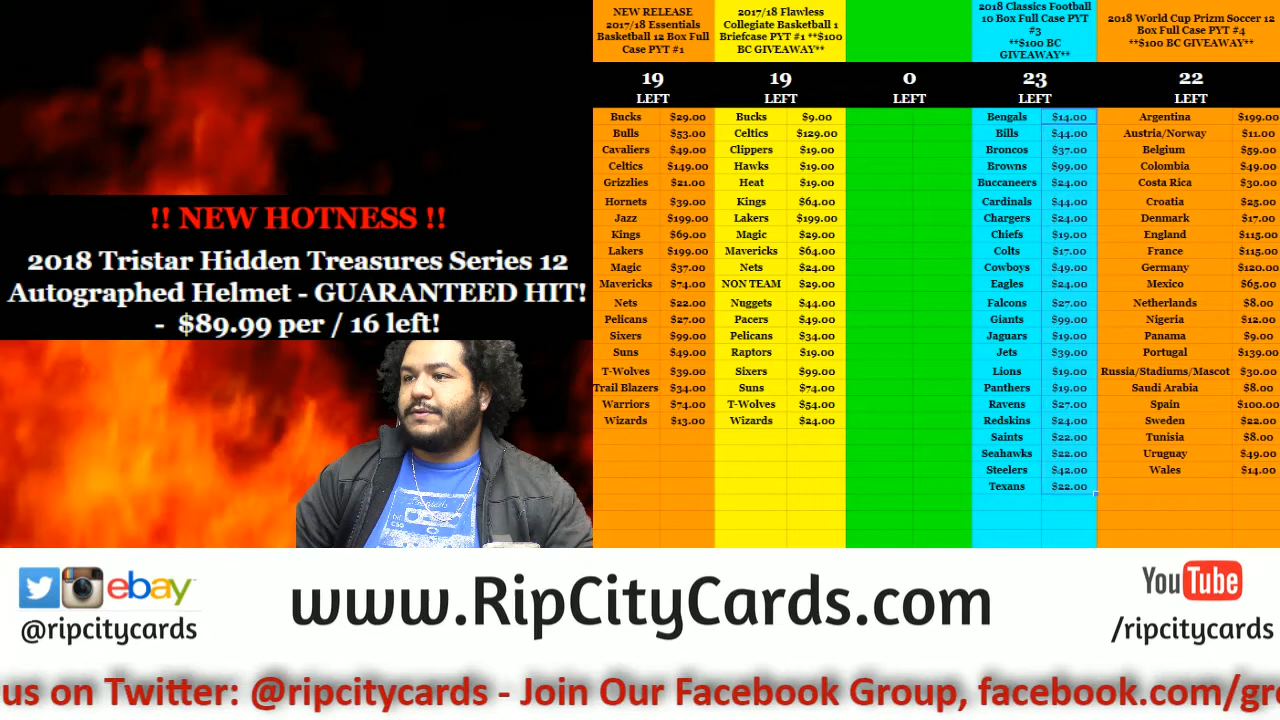 !! NEW HOTNESS !!
2018 Tristar Hidden Treasures Series 12
Autographed Helmet - GUARANTEED HIT!
- $89.99 per / 16 left!
NEW RELEASE
2017/18 Essentials
Basketball 12 Box Full
Case PYT #1
19
LEFT
Bucks $29.00
Bulls $53.00
Cavaliers $49.00
Celtics $149.00
Grizzlies $21.00
Hornets $39.00
Jazz $199.00
Kings $69.00
Lakers $199.00
Magic $37.00
Mavericks $74.00
Nets $22.00
Pelicans $27.00
Sixers $99.00
Suns $49.00
T-Wolves $39.00
Trail Blazers $34.00
Warriors $74.00
Wizards $13.00
2017/18 Flawless
Collegiate Basketball 1
Briefcase PYT #1 **$100
BC GIVEAWAY**
19
LEFT
Bucks $9.00
Celtics $129.00
Clippers $19.00
Hawks $19.00
Heat $19.00
Kings $64.00
Lakers $199.00
Magic $29.00
Mavericks $64.00
Nets $24.00
NON TEAM $29.00
Nuggets $44.00
Pacers $49.00
Pelicans $34.00
Raptors $19.00
Sixers $99.00
Suns $74.00
T-Wolves $54.00
Wizards $24.00
0
LEFT
2018 Classics Football
10 Box Full Case PYT
#3
**$100 BC
GIVEAWAY**
23
LEFT
Bengals $14.00
Bills $44.00
Broncos $37.00
Browns $99.00
Buccaneers $24.00
Cardinals $44.00
Chargers $24.00
Chiefs $19.00
Colts $17.00
Cowboys $49.00
Eagles $24.00
Falcons $27.00
Giants $99.00
Jaguars $19.00
Jets $39.00
Lions $19.00
Panthers $19.00
Ravens $27.00
Redskins $24.00
Saints $22.00
Seahawks $22.00
Steelers $42.00
Texans $22.00
2018 World Cup Prizm Soccer 12
Box Full Case PYT #4
**$100 BC GIVEAWAY**
22
LEFT
Argentina $199.00
Austria/Norway $11.00
Belgium $59.00
Colombia $49.00
Costa Rica $30.00
Croatia $25.00
Denmark $17.00
England $115.00
France $115.00
Germany $120.00
Mexico $65.00
Netherlands $8.00
Nigeria $12.00
Panama $9.00
Portugal $139.00
Russia/Stadiums/Mascot $30.00
Saudi Arabia $8.00
Spain $100.00
Sweden $22.00
Tunisia $8.00
Uruguay $49.00
Wales $14.00
ebay
@ripcitycards
www.RipCityCards.com
YouTube
/ripcitycards
us on Twitter: @ripcitycards - Join Our Facebook Group, facebook.com/gro